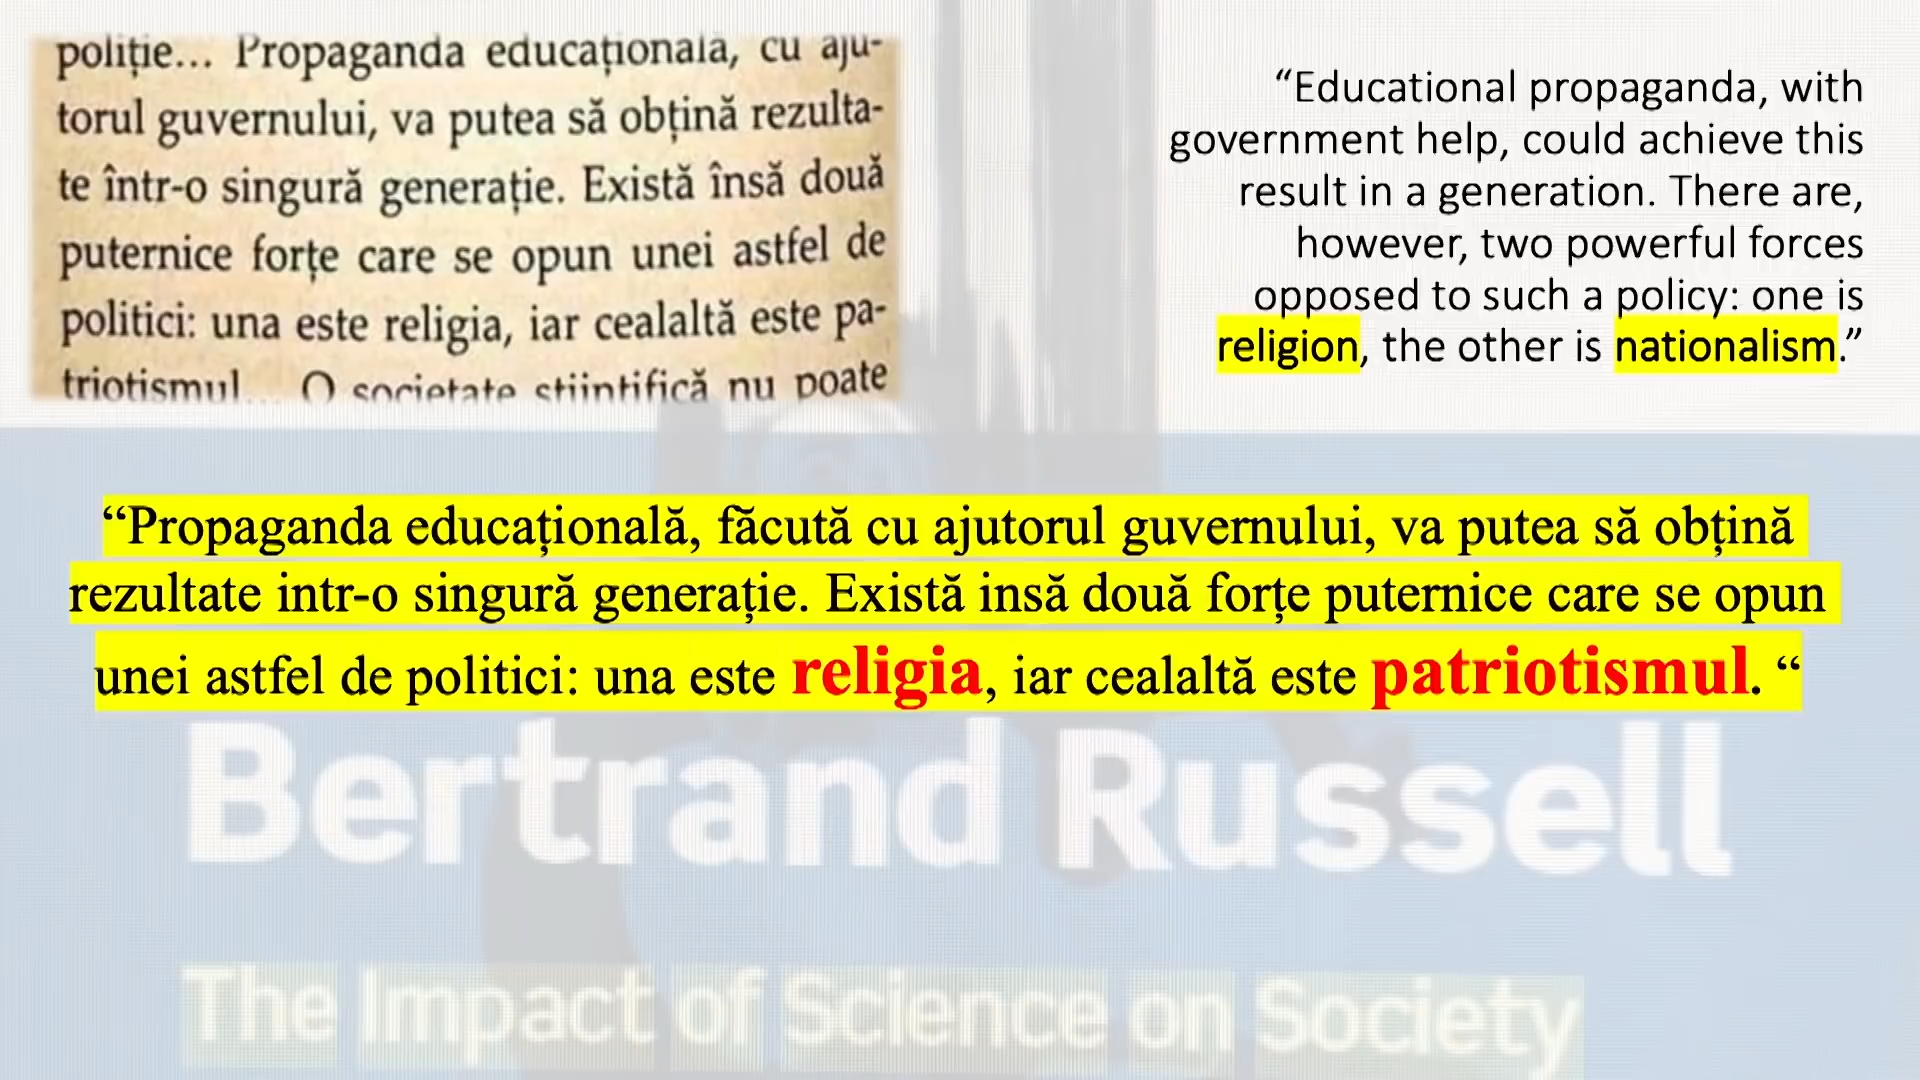 poliție... Propaganda educațională, cu aju-
torul guvernului, va putea să obțină rezulta-
te într-o singură generație. Există însă două
puternice forțe care se opun unei astfel de
politici: una este religia, iar cealaltă este pa-
triotismul... O societate științifică nu poate
“Educational propaganda, with
government help, could achieve this
result in a generation. There are,
however, two powerful forces
opposed to such a policy: one is
religion, the other is nationalism.”
“Propaganda educațională, făcută cu ajutorul guvernului, va putea să obțină
rezultate intr-o singură generație. Există insă două forțe puternice care se opun
unei astfel de politici: una este religia, iar cealaltă este patriotismul. “
Bertrand Russell
The Impact of Science on Society